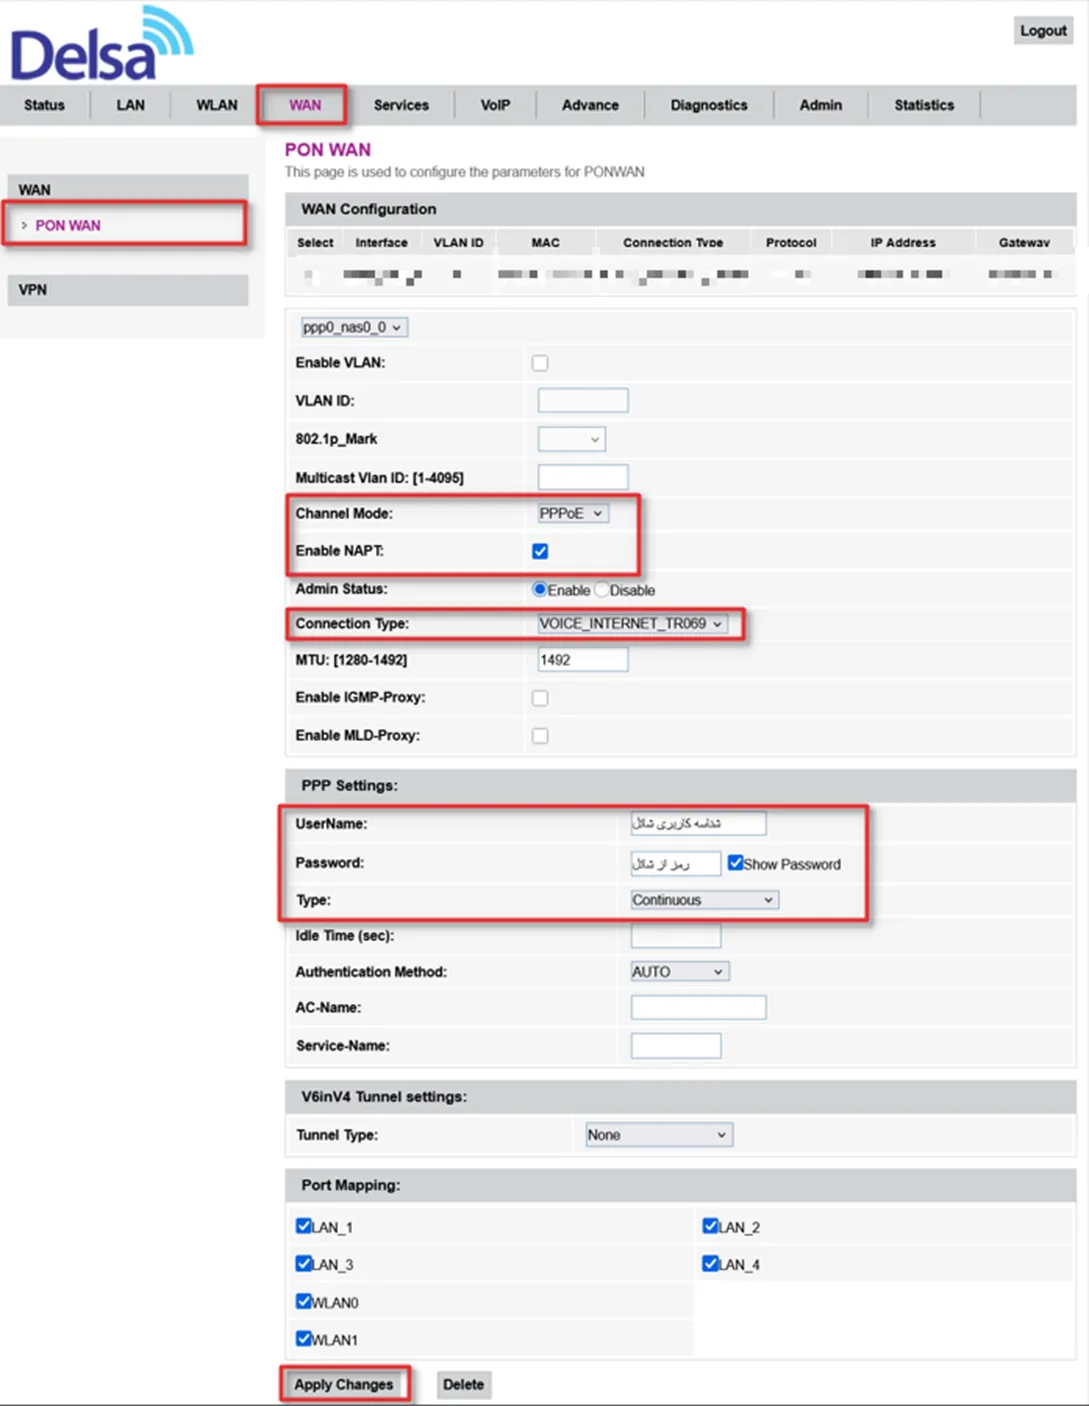 Delsa
Logout
Status LAN WLAN WAN Services VoIP Advance Diagnostics Admin Statistics
WAN
> PON WAN
VPN
PON WAN
This page is used to configure the parameters for PONWAN
WAN Configuration
Select Interface VLAN ID MAC Connection Type Protocol IP Address Gateway
ppp0_nas0_0
Enable VLAN:
VLAN ID:
802.1p_Mark
Multicast Vlan ID: [1-4095]
Channel Mode: PPPoE
Enable NAPT:
Admin Status: Enable Disable
Connection Type: VOICE_INTERNET_TR069
MTU: [1280-1492] 1492
Enable IGMP-Proxy:
Enable MLD-Proxy:
PPP Settings:
UserName: شناسه کاربری شاتل
Password: رمز از شاتل Show Password
Type: Continuous
Idle Time (sec):
Authentication Method: AUTO
AC-Name:
Service-Name:
V6inV4 Tunnel settings:
Tunnel Type: None
Port Mapping:
LAN_1 LAN_2
LAN_3 LAN_4
WLAN0
WLAN1
Apply Changes Delete